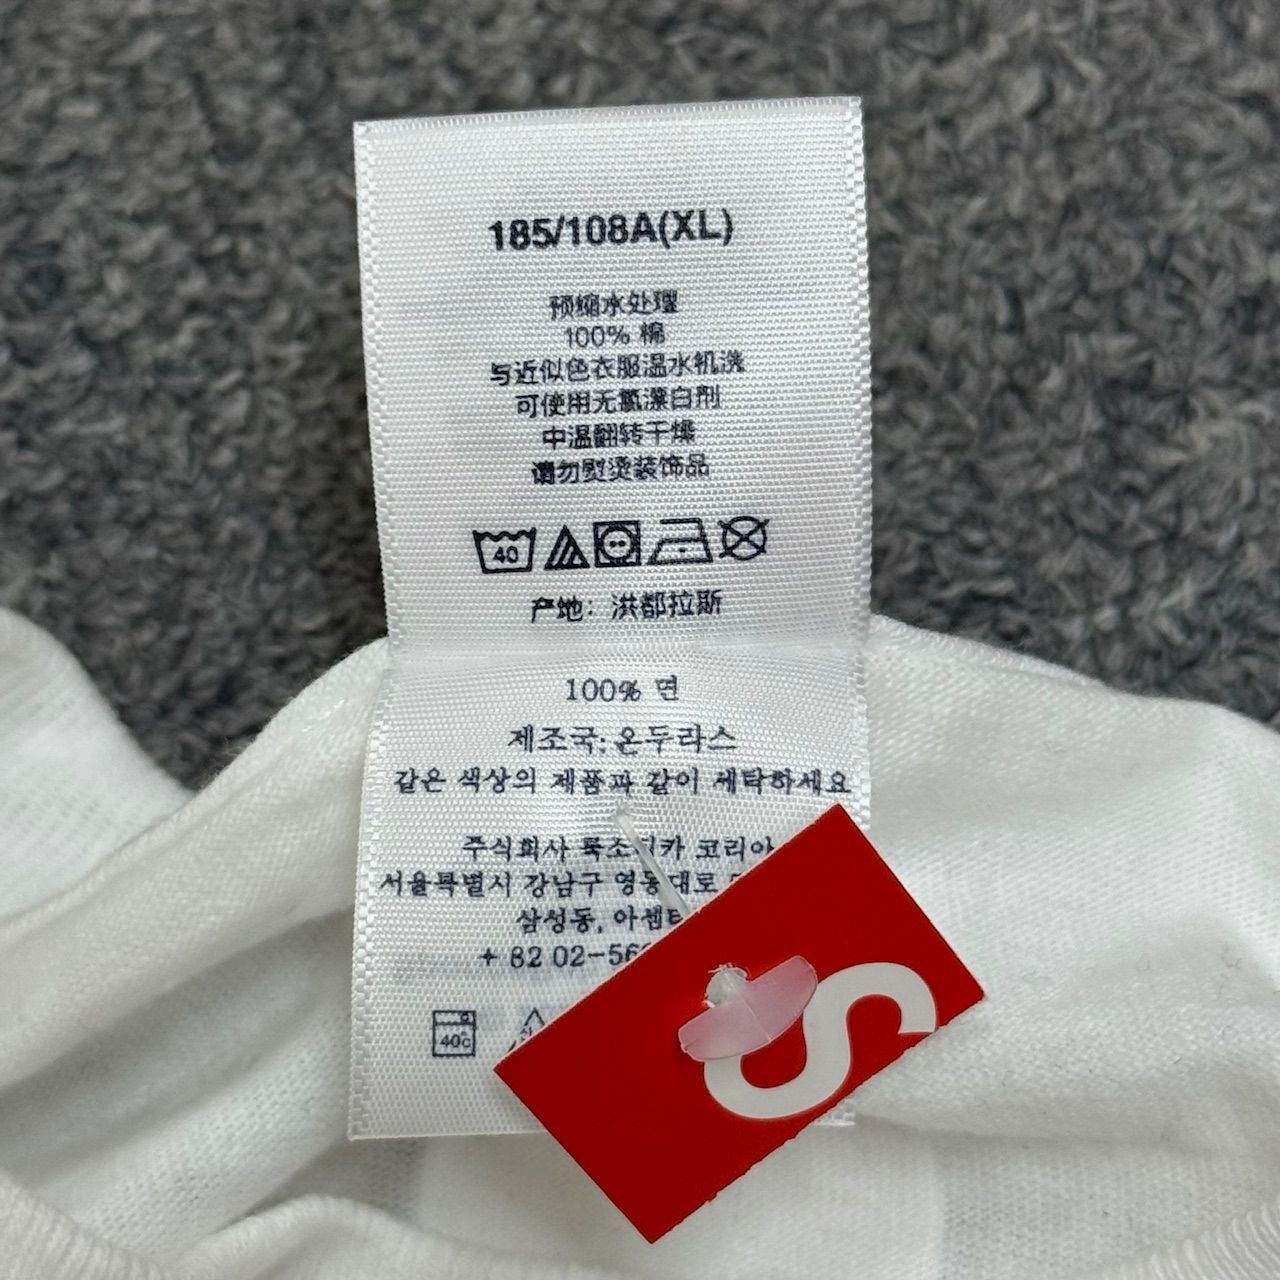 185/108A(XL)
预缩水处理
100% 棉
与近似色衣服温水机洗
可使用无氯漂白剂
中温翻转干燥
请勿熨烫装饰品
40
产地：洪都拉斯
100% 면
제조국: 온두라스
같은 색상의 제품과 같이 세탁하세요
주식회사 코리아
서울특별시 강남구 영동대로
삼성동,
+ 82 02-56
40c
S